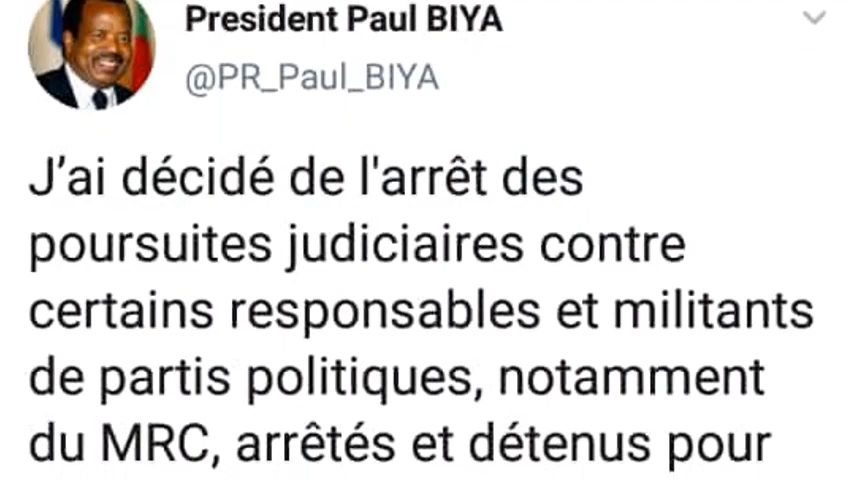 President Paul BIYA
@PR_Paul_BIYA
J’ai décidé de l'arrêt des
poursuites judiciaires contre
certains responsables et militants
de partis politiques, notamment
du MRC, arrêtés et détenus pour